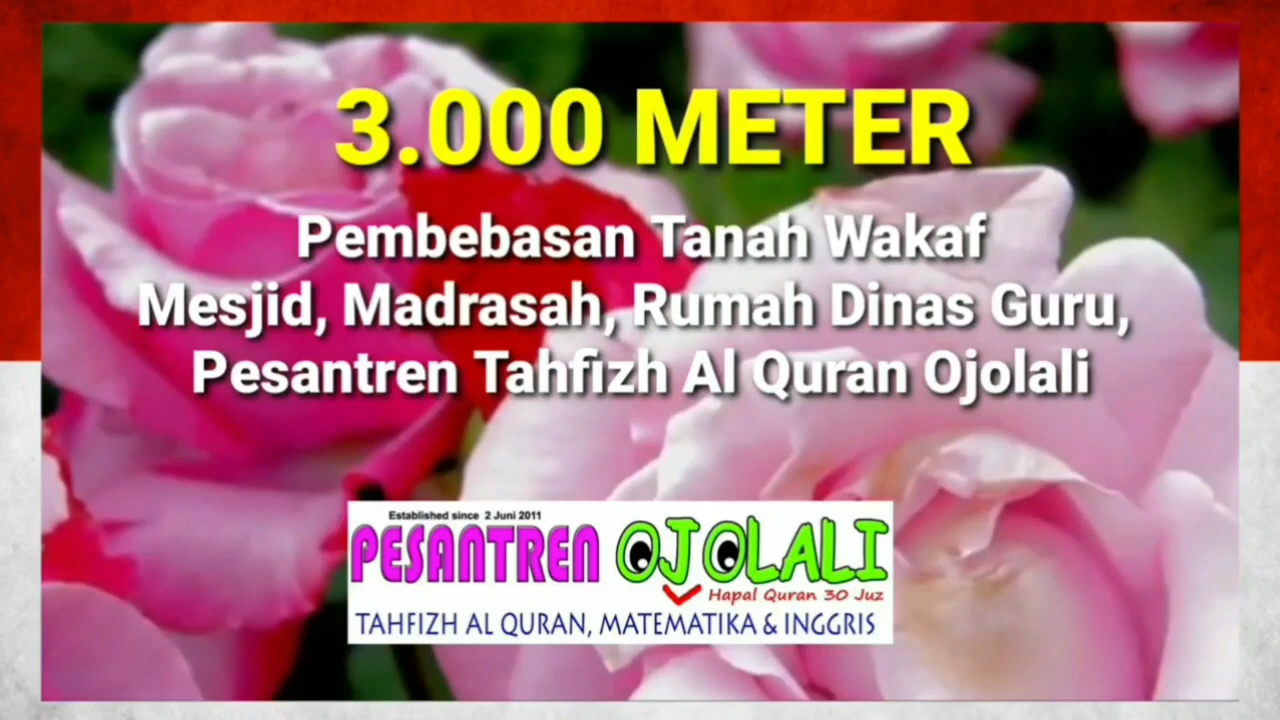 3.000 METER
Pembebasan Tanah Wakaf
Mesjid, Madrasah, Rumah Dinas Guru,
Pesantren Tahfizh Al Quran Ojolali
Established since 2 Juni 2011
PESANTREN OJOLALI
Hapal Quran 30 Juz
TAHFIZH AL QURAN, MATEMATIKA & INGGRIS